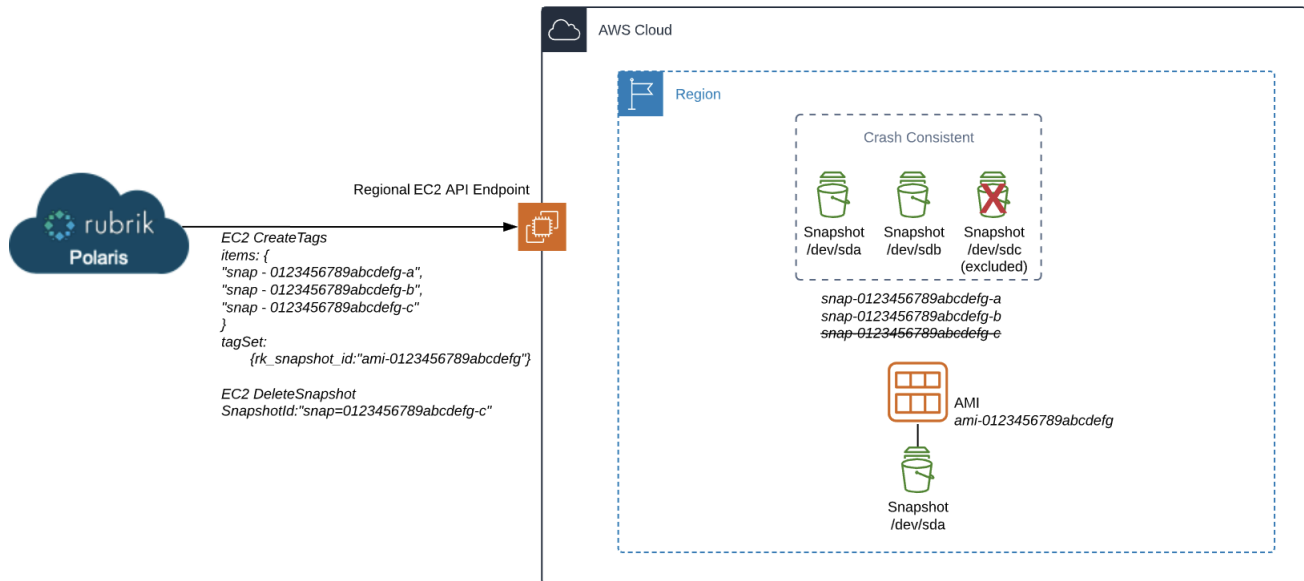 AWS Cloud
Region
Crash Consistent
Snapshot
/dev/sda
Snapshot
/dev/sdb
Snapshot
/dev/sdc
(excluded)
snap-0123456789abcdefg-a
snap-0123456789abcdefg-b
snap-0123456789abcdefg-c
AMI
ami-0123456789abcdefg
Snapshot
/dev/sda
Regional EC2 API Endpoint
rubrik
Polaris
EC2 CreateTags
items: {
"snap - 0123456789abcdefg-a",
"snap - 0123456789abcdefg-b",
"snap - 0123456789abcdefg-c"
}
tagSet:
{rk_snapshot_id:"ami-0123456789abcdefg"}
EC2 DeleteSnapshot
SnapshotId:"snap=0123456789abcdefg-c"